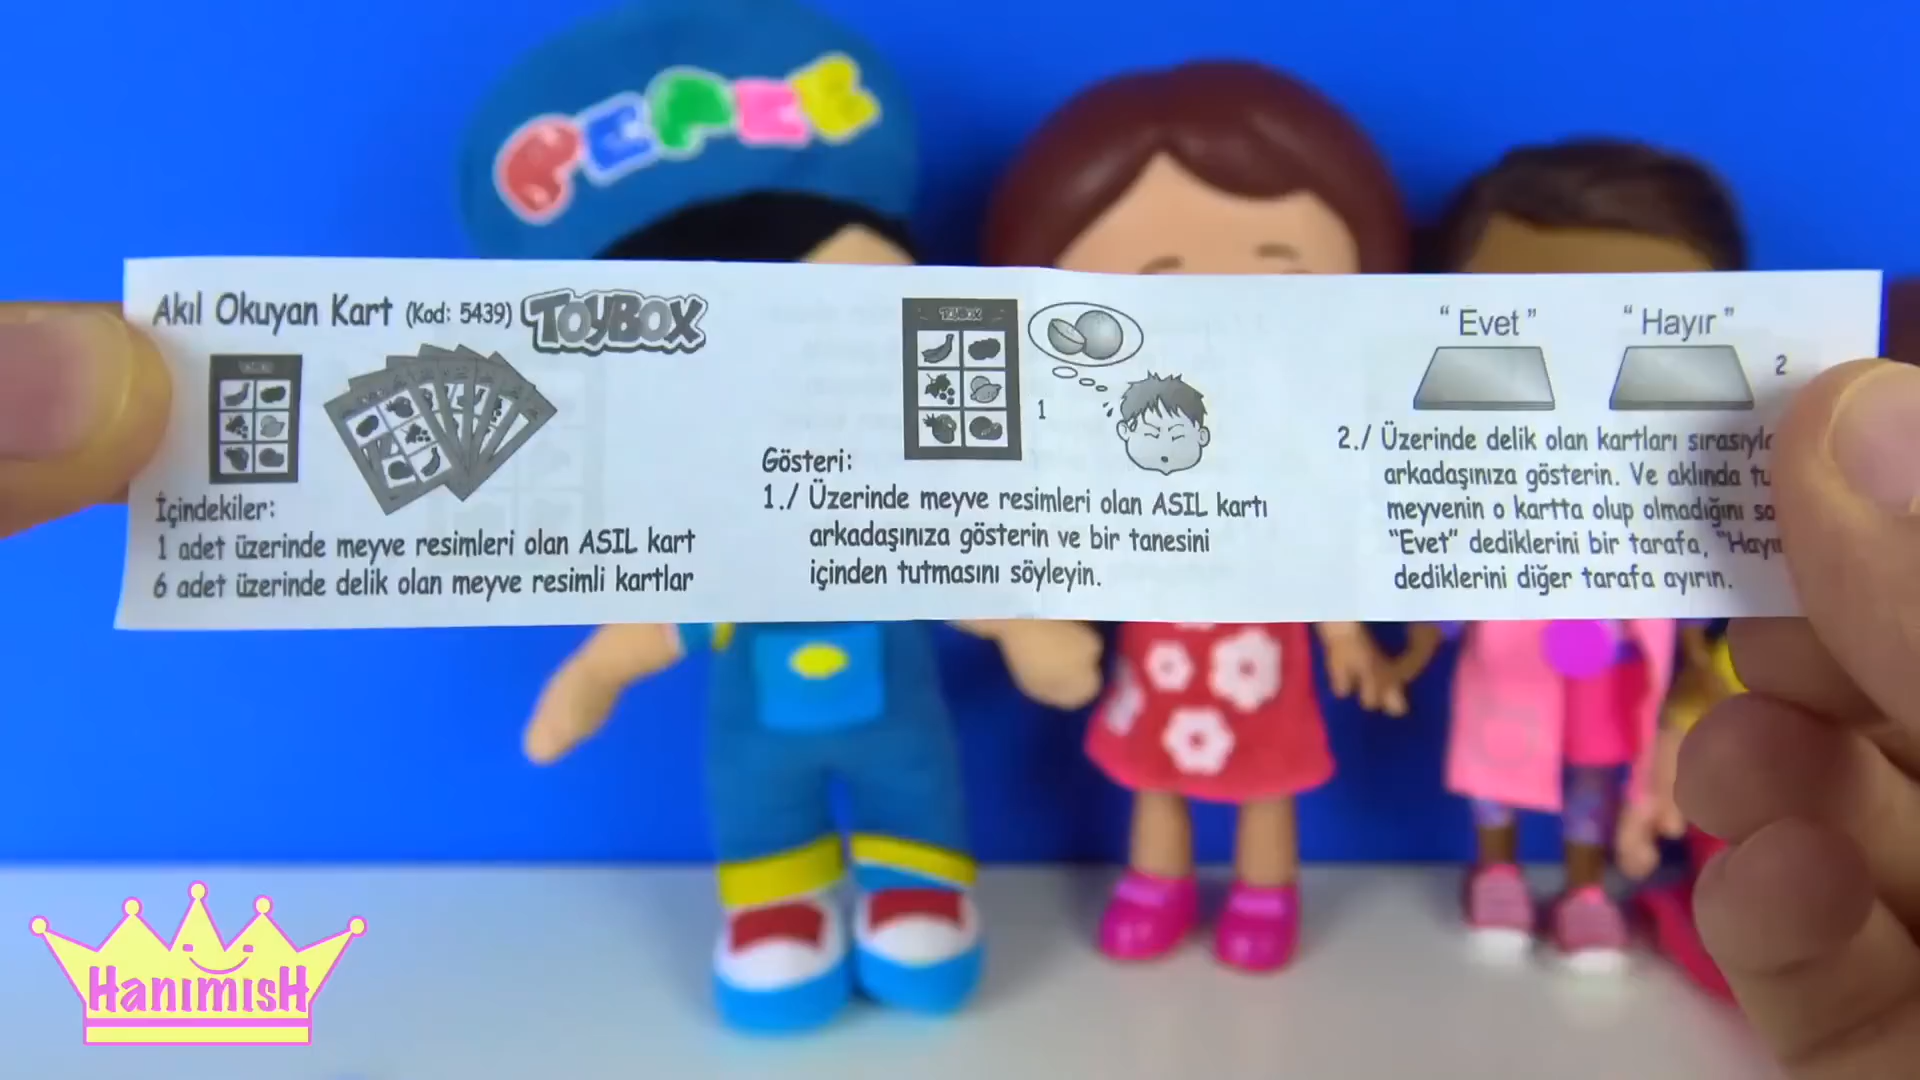 PEPEE
Akıl Okuyan Kart (Kod: 5439) TOYBOX
İçindekiler:
1 adet üzerinde meyve resimleri olan ASIL kart
6 adet üzerinde delik olan meyve resimli kartlar
TOYBOX
1
Gösteri:
1./ Üzerinde meyve resimleri olan ASIL kartı
arkadaşınıza gösterin ve bir tanesini
içinden tutmasını söyleyin.
“ Evet ” “ Hayır ”
2
2./ Üzerinde delik olan kartları
arkadaşınıza gösterin. Ve aklında
meyvenin o kartta olup olmadığını
“Evet” dediklerini bir tarafa,
dediklerini diğer tarafa ayırın.
HanımisH